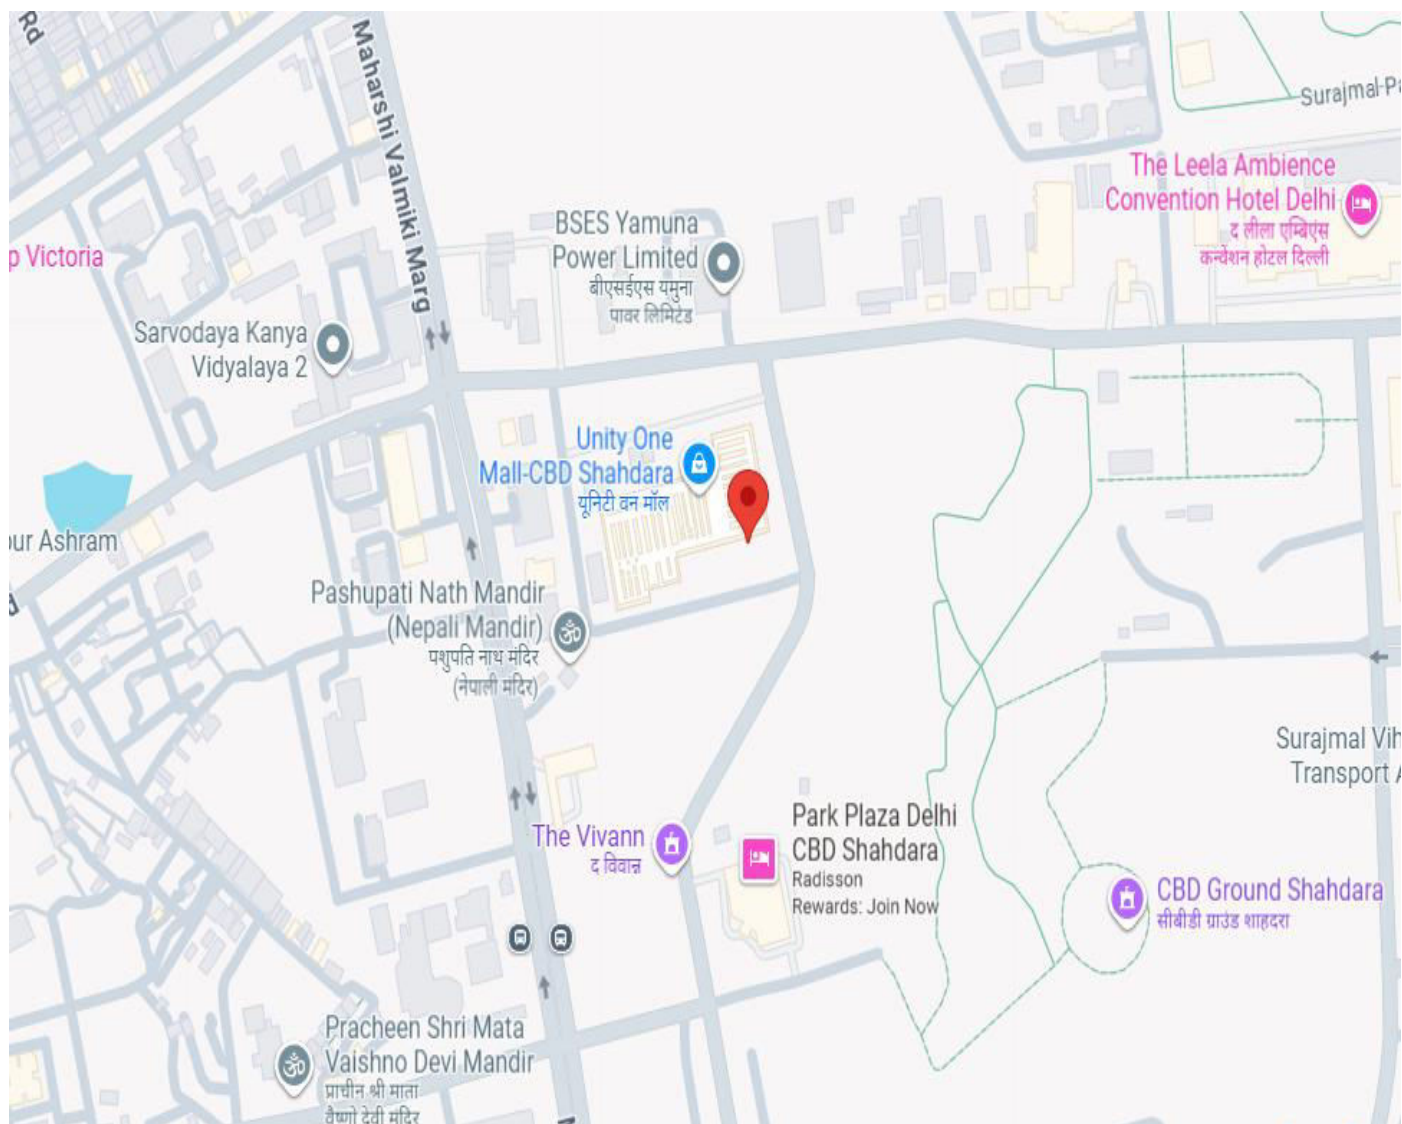 Rd
Maharshi Valmiki Marg
Surajmal-Pa
The Leela Ambience
Convention Hotel Delhi
द लीला एम्बिएंस
कन्वेंशन होटल दिल्ली
BSES Yamuna
Power Limited
बीएसईएस यमुना
पावर लिमिटेड
p Victoria
Sarvodaya Kanya
Vidyalaya 2
Unity One
Mall-CBD Shahdara
यूनिटी वन मॉल
our Ashram
Pashupati Nath Mandir
(Nepali Mandir)
पशुपति नाथ मंदिर
(नेपाली मंदिर)
Surajmal Vih
Transport A
The Vivann
द विवान्न
Park Plaza Delhi
CBD Shahdara
Radisson
Rewards: Join Now
CBD Ground Shahdara
सीबीडी ग्राउंड शाहदरा
Pracheen Shri Mata
Vaishno Devi Mandir
प्राचीन श्री माता
वैष्णो देवी मंदिर